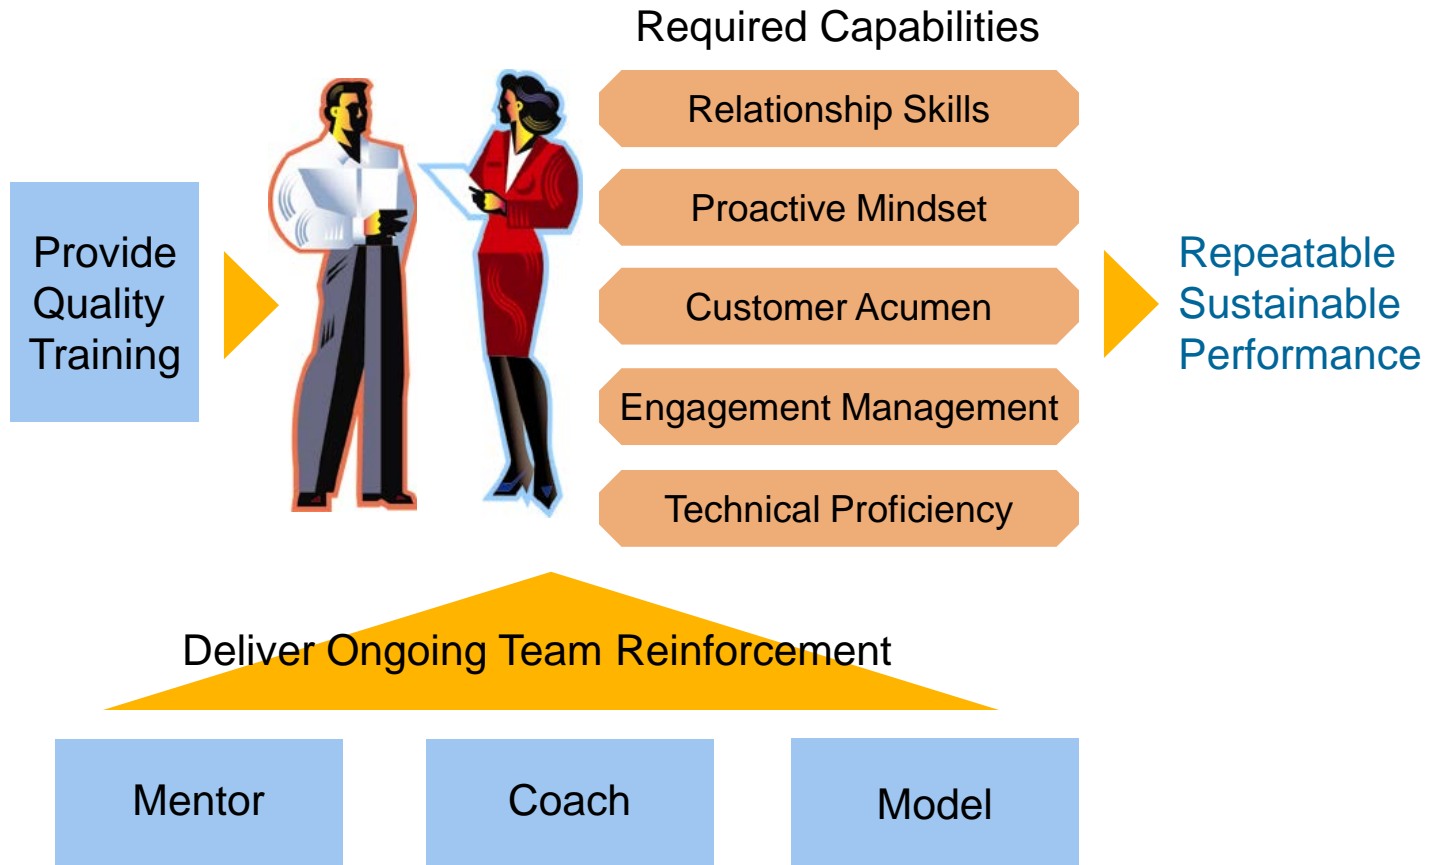 Required Capabilities
Relationship Skills
Proactive Mindset
Customer Acumen
Engagement Management
Technical Proficiency
Provide
Quality
Training
Repeatable
Sustainable
Performance
Deliver Ongoing Team Reinforcement
Mentor
Coach
Model